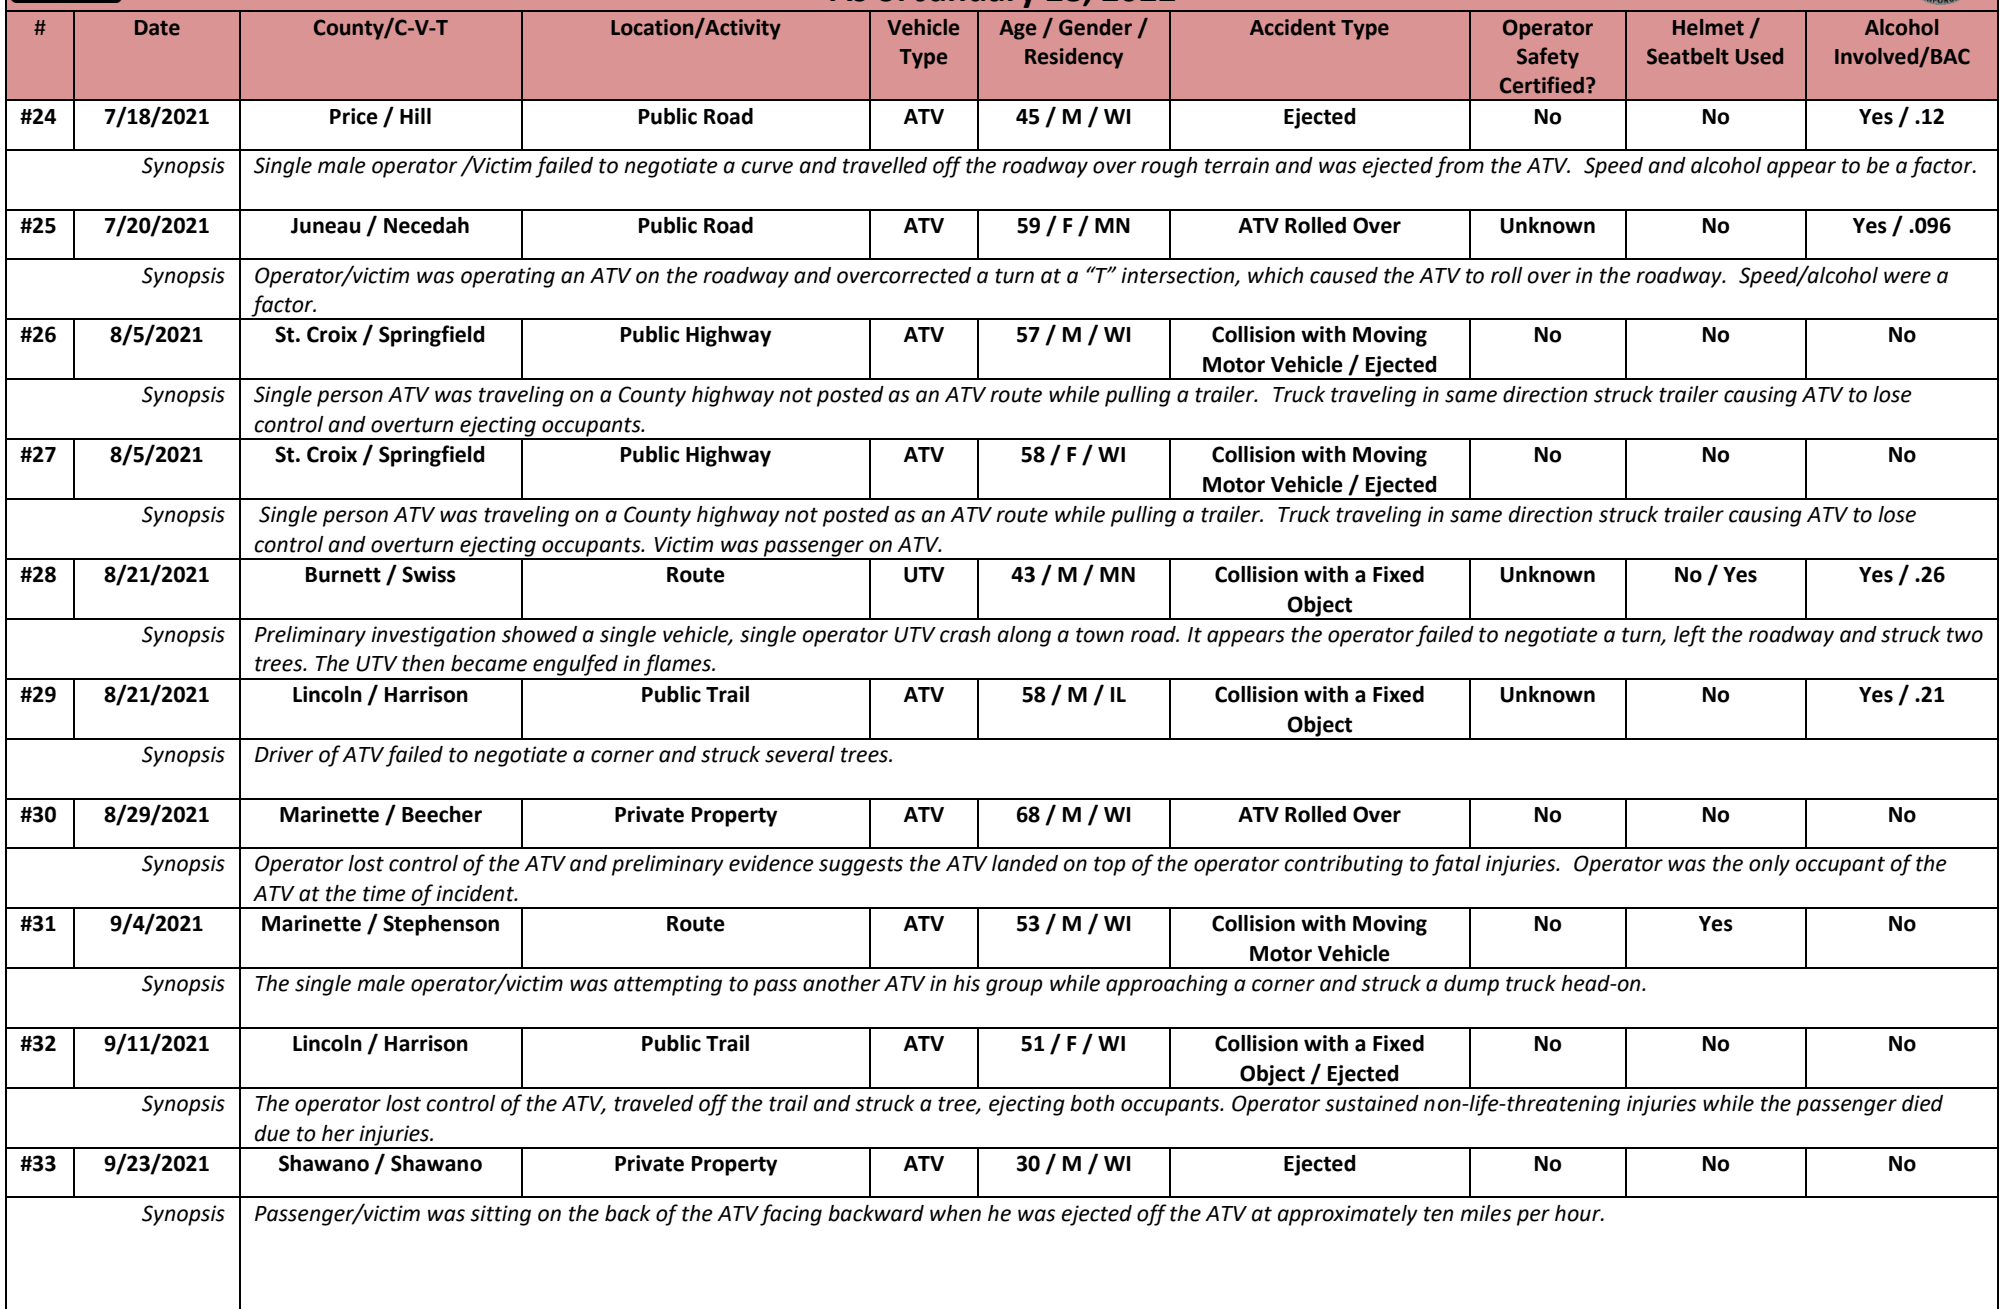 # Date County/C-V-T Location/Activity Vehicle Type Age / Gender / Residency Accident Type Operator Safety Certified? Helmet / Seatbelt Used Alcohol Involved/BAC
#24 7/18/2021 Price / Hill Public Road ATV 45 / M / WI Ejected No No Yes / .12
Synopsis Single male operator /Victim failed to negotiate a curve and travelled off the roadway over rough terrain and was ejected from the ATV. Speed and alcohol appear to be a factor.
#25 7/20/2021 Juneau / Necedah Public Road ATV 59 / F / MN ATV Rolled Over Unknown No Yes / .096
Synopsis Operator/victim was operating an ATV on the roadway and overcorrected a turn at a “T” intersection, which caused the ATV to roll over in the roadway. Speed/alcohol were a
factor.
#26 8/5/2021 St. Croix / Springfield Public Highway ATV 57 / M / WI Collision with Moving Motor Vehicle / Ejected No No No
Synopsis Single person ATV was traveling on a County highway not posted as an ATV route while pulling a trailer. Truck traveling in same direction struck trailer causing ATV to lose
control and overturn ejecting occupants.
#27 8/5/2021 St. Croix / Springfield Public Highway ATV 58 / F / WI Collision with Moving Motor Vehicle / Ejected No No No
Synopsis Single person ATV was traveling on a County highway not posted as an ATV route while pulling a trailer. Truck traveling in same direction struck trailer causing ATV to lose
control and overturn ejecting occupants. Victim was passenger on ATV.
#28 8/21/2021 Burnett / Swiss Route UTV 43 / M / MN Collision with a Fixed Object Unknown No / Yes Yes / .26
Synopsis Preliminary investigation showed a single vehicle, single operator UTV crash along a town road. It appears the operator failed to negotiate a turn, left the roadway and struck two
trees. The UTV then became engulfed in flames.
#29 8/21/2021 Lincoln / Harrison Public Trail ATV 58 / M / IL Collision with a Fixed Object Unknown No Yes / .21
Synopsis Driver of ATV failed to negotiate a corner and struck several trees.
#30 8/29/2021 Marinette / Beecher Private Property ATV 68 / M / WI ATV Rolled Over No No No
Synopsis Operator lost control of the ATV and preliminary evidence suggests the ATV landed on top of the operator contributing to fatal injuries. Operator was the only occupant of the
ATV at the time of incident.
#31 9/4/2021 Marinette / Stephenson Route ATV 53 / M / WI Collision with Moving Motor Vehicle No Yes No
Synopsis The single male operator/victim was attempting to pass another ATV in his group while approaching a corner and struck a dump truck head-on.
#32 9/11/2021 Lincoln / Harrison Public Trail ATV 51 / F / WI Collision with a Fixed Object / Ejected No No No
Synopsis The operator lost control of the ATV, traveled off the trail and struck a tree, ejecting both occupants. Operator sustained non-life-threatening injuries while the passenger died
due to her injuries.
#33 9/23/2021 Shawano / Shawano Private Property ATV 30 / M / WI Ejected No No No
Synopsis Passenger/victim was sitting on the back of the ATV facing backward when he was ejected off the ATV at approximately ten miles per hour.